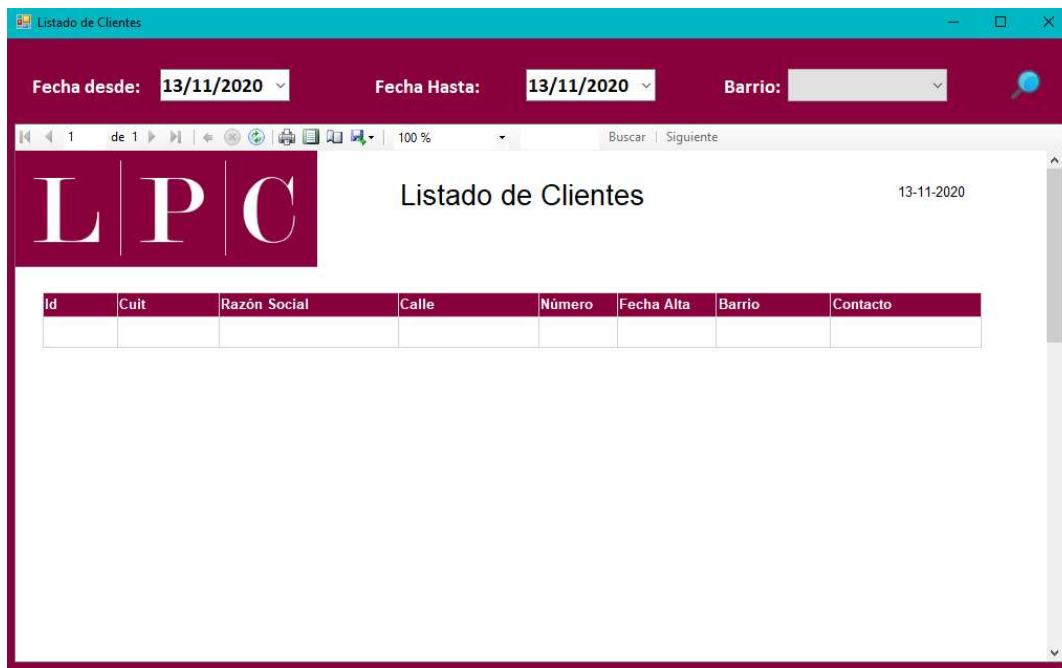 Listado de Clientes
Fecha desde: 13/11/2020 Fecha Hasta: 13/11/2020 Barrio:
1 de 1 100 % Buscar | Siguiente
L P C Listado de Clientes 13-11-2020
Id Cuit Razón Social Calle Número Fecha Alta Barrio Contacto